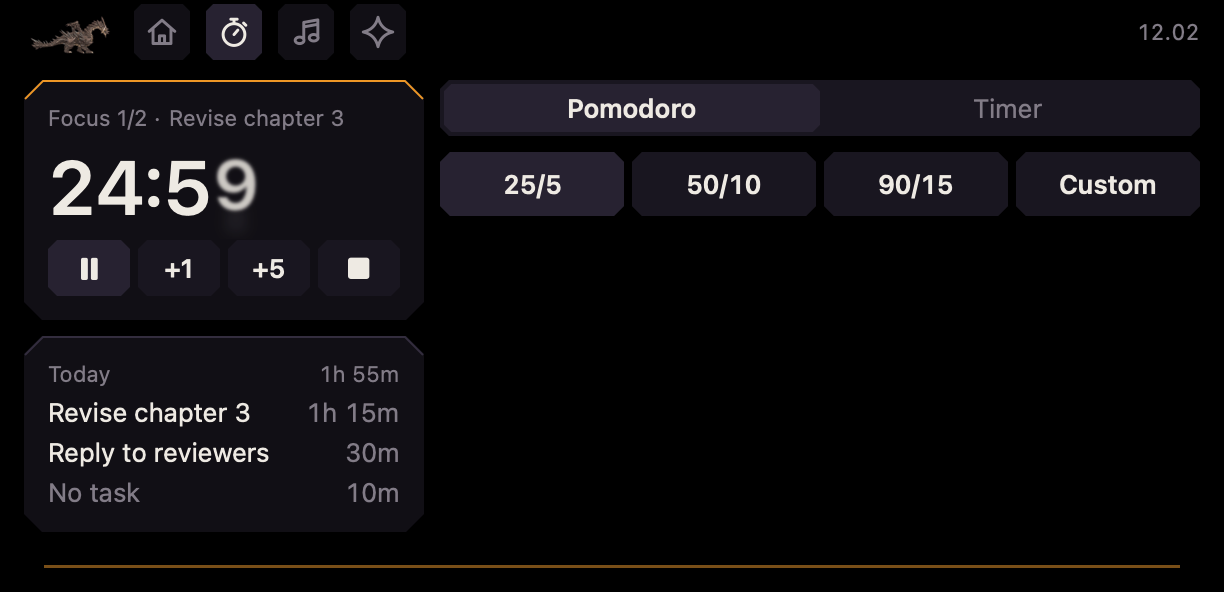 12.02
Focus 1/2 · Revise chapter 3
24:59
+1 +5
Today 1h 55m
Revise chapter 3 1h 15m
Reply to reviewers 30m
No task 10m
Pomodoro Timer
25/5 50/10 90/15 Custom